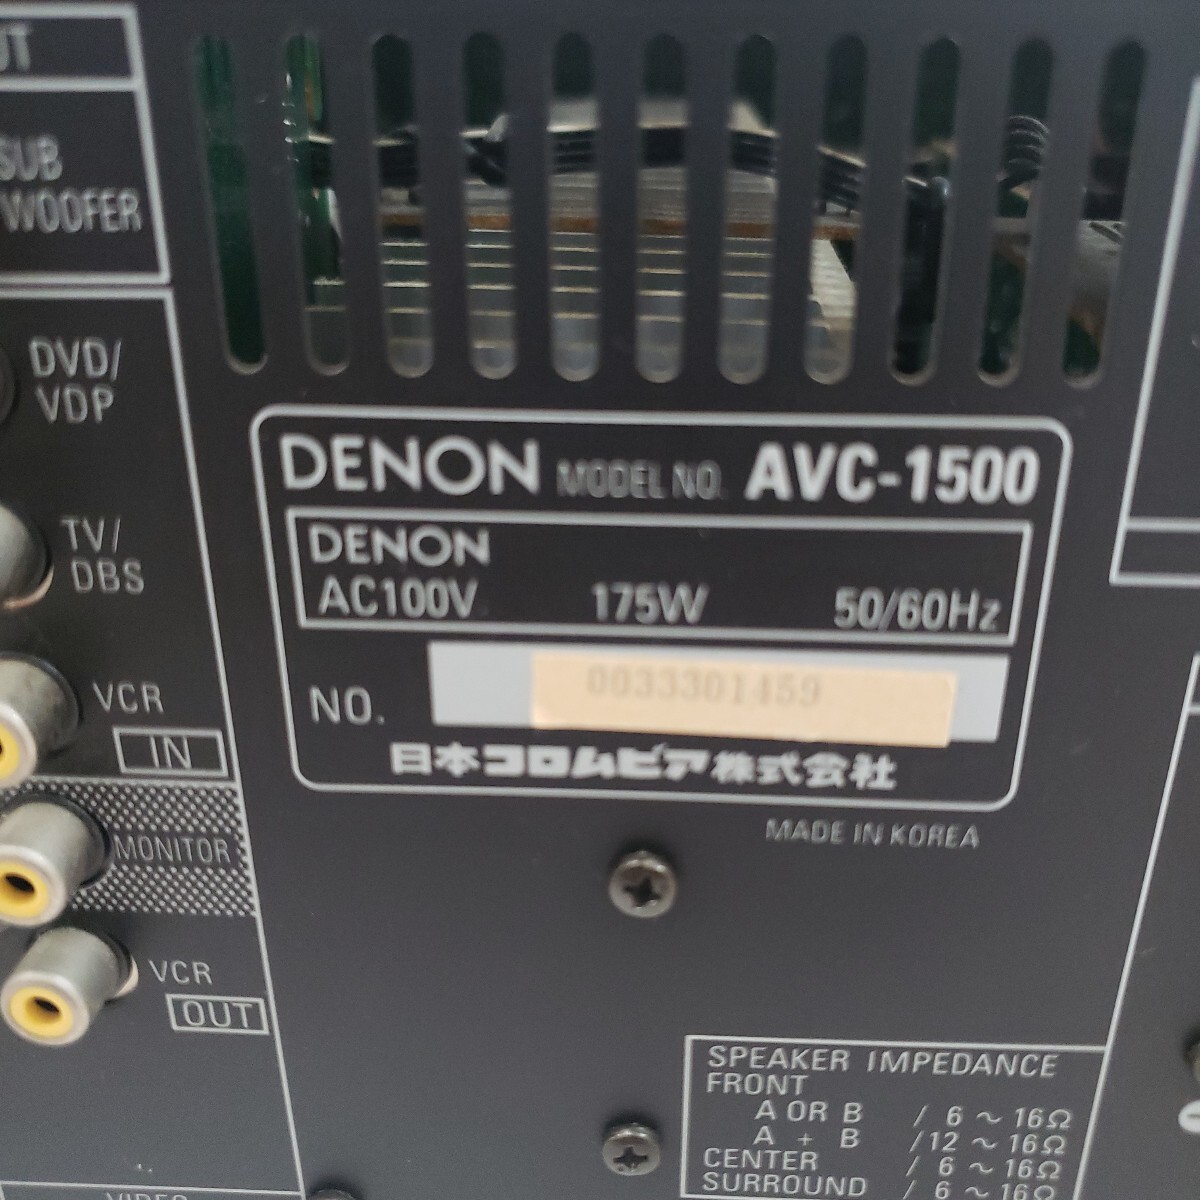 SUB
WOOFER
DVD/
VDP
TV/
DBS
VCR
IN
MONITOR
VCR
OUT
DENON MODEL NO. AVC-1500
DENON
AC100V 175W 50/60Hz
NO. 0033301459
日本コロムビア株式会社
MADE IN KOREA
SPEAKER IMPEDANCE
FRONT
A OR B / 6 ~ 16Ω
A + B /12 ~ 16Ω
CENTER / 6 ~ 16Ω
SURROUND / 6 ~ 16Ω
VIDEO